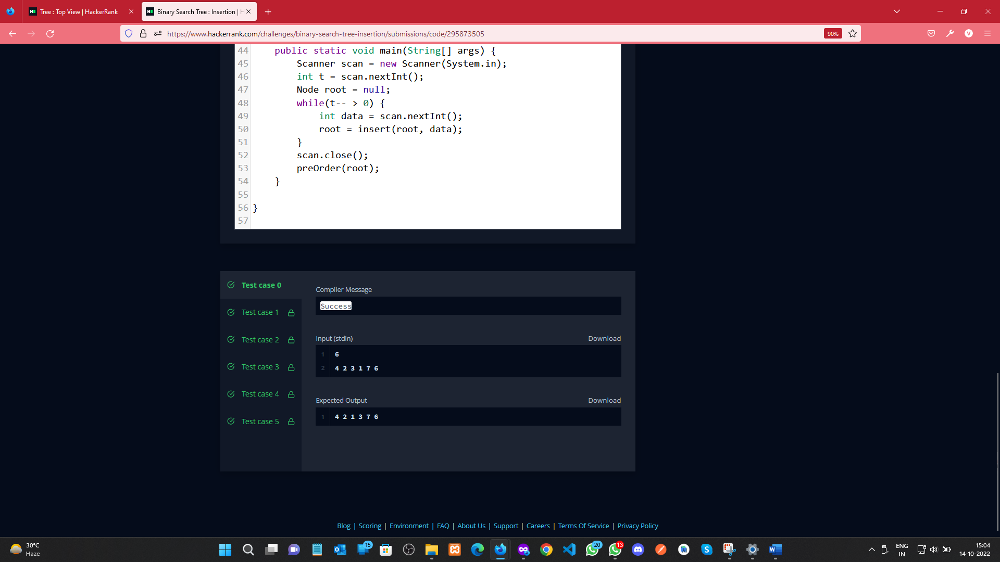 Tree : Top View | HackerRank
Binary Search Tree : Insertion | H
https://www.hackerrank.com/challenges/binary-search-tree-insertion/submissions/code/295873505
90%
V
44 public static void main(String[] args) {
45 Scanner scan = new Scanner(System.in);
46 int t = scan.nextInt();
47 Node root = null;
48 while(t-- > 0) {
49 int data = scan.nextInt();
50 root = insert(root, data);
51 }
52 scan.close();
53 preOrder(root);
54 }
55
56 }
57
Test case 0
Test case 1
Test case 2
Test case 3
Test case 4
Test case 5
Compiler Message
Success
Input (stdin)
Download
1 6
2 4 2 3 1 7 6
Expected Output
Download
1 4 2 1 3 7 6
Blog | Scoring | Environment | FAQ | About Us | Support | Careers | Terms Of Service | Privacy Policy
30°C
Haze
15
20
13
ENG
IN
15:04
14-10-2022